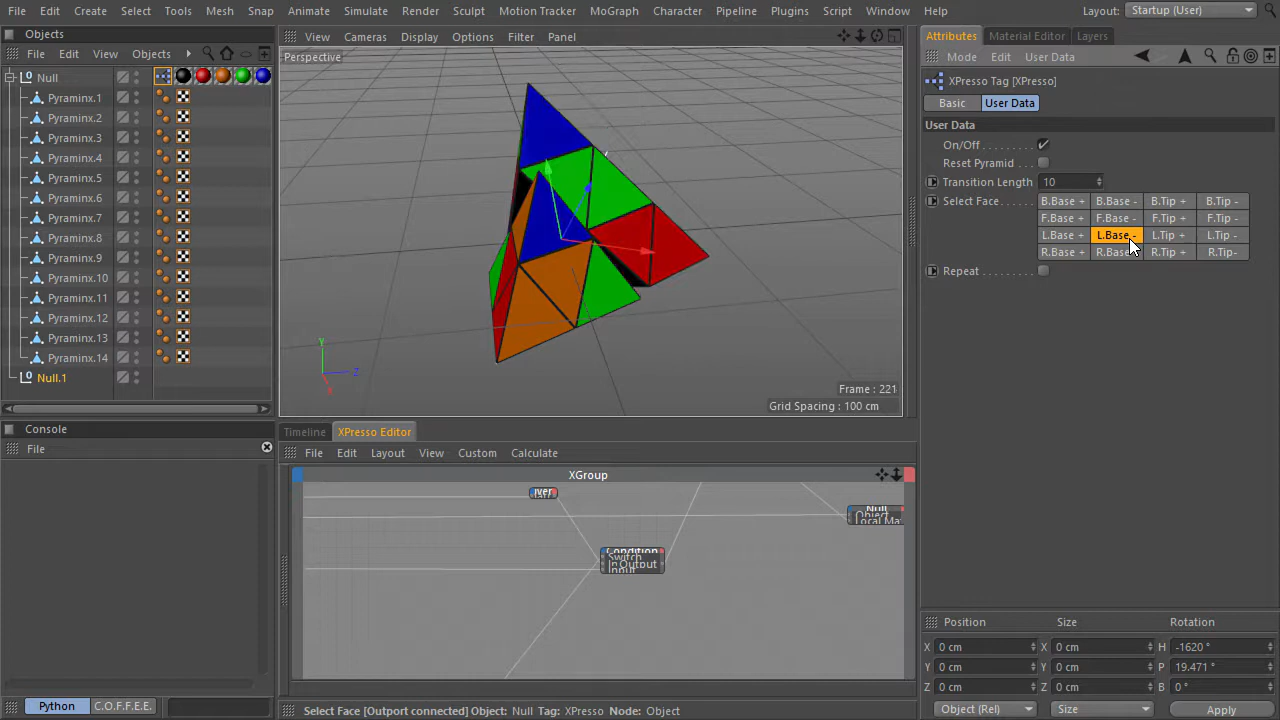 File Edit Create Select Tools Mesh Snap Animate Simulate Render Sculpt Motion Tracker MoGraph Character Pipeline Plugins Script Window Help Layout: Startup (User)
Objects
File Edit View Objects
Null
Pyraminx.1
Pyraminx.2
Pyraminx.3
Pyraminx.4
Pyraminx.5
Pyraminx.6
Pyraminx.7
Pyraminx.8
Pyraminx.9
Pyraminx.10
Pyraminx.11
Pyraminx.12
Pyraminx.13
Pyraminx.14
Null.1
View Cameras Display Options Filter Panel
Perspective
Y
Z
X
Frame : 221
Grid Spacing : 100 cm
Attributes Material Editor Layers
Mode Edit User Data
XPresso Tag [XPresso]
Basic User Data
User Data
On/Off
Reset Pyramid
Transition Length 10
Select Face B.Base + B.Base - B.Tip + B.Tip -
F.Base + F.Base - F.Tip + F.Tip -
L.Base + L.Base - L.Tip + L.Tip -
R.Base + R.Base R.Tip + R.Tip-
Repeat
Console
File
Python C.O.F.F.E.E.
Timeline XPresso Editor
File Edit Layout View Custom Calculate
XGroup
Null
Object
Local Ma
Condition
Switch
Output
Input
Position Size Rotation
X 0 cm X 0 cm H -1620 °
Y 0 cm Y 0 cm P 19.471 °
Z 0 cm Z 0 cm B 0 °
Object (Rel) Size Apply
Select Face [Outport connected] Object: Null Tag: XPresso Node: Object